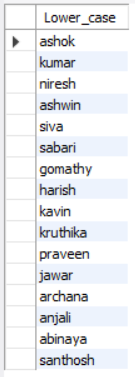 Lower_case
ashok
kumar
niresh
ashwin
siva
sabari
gomathy
harish
kavin
kruthika
praveen
jawar
archana
anjali
abinaya
santhosh